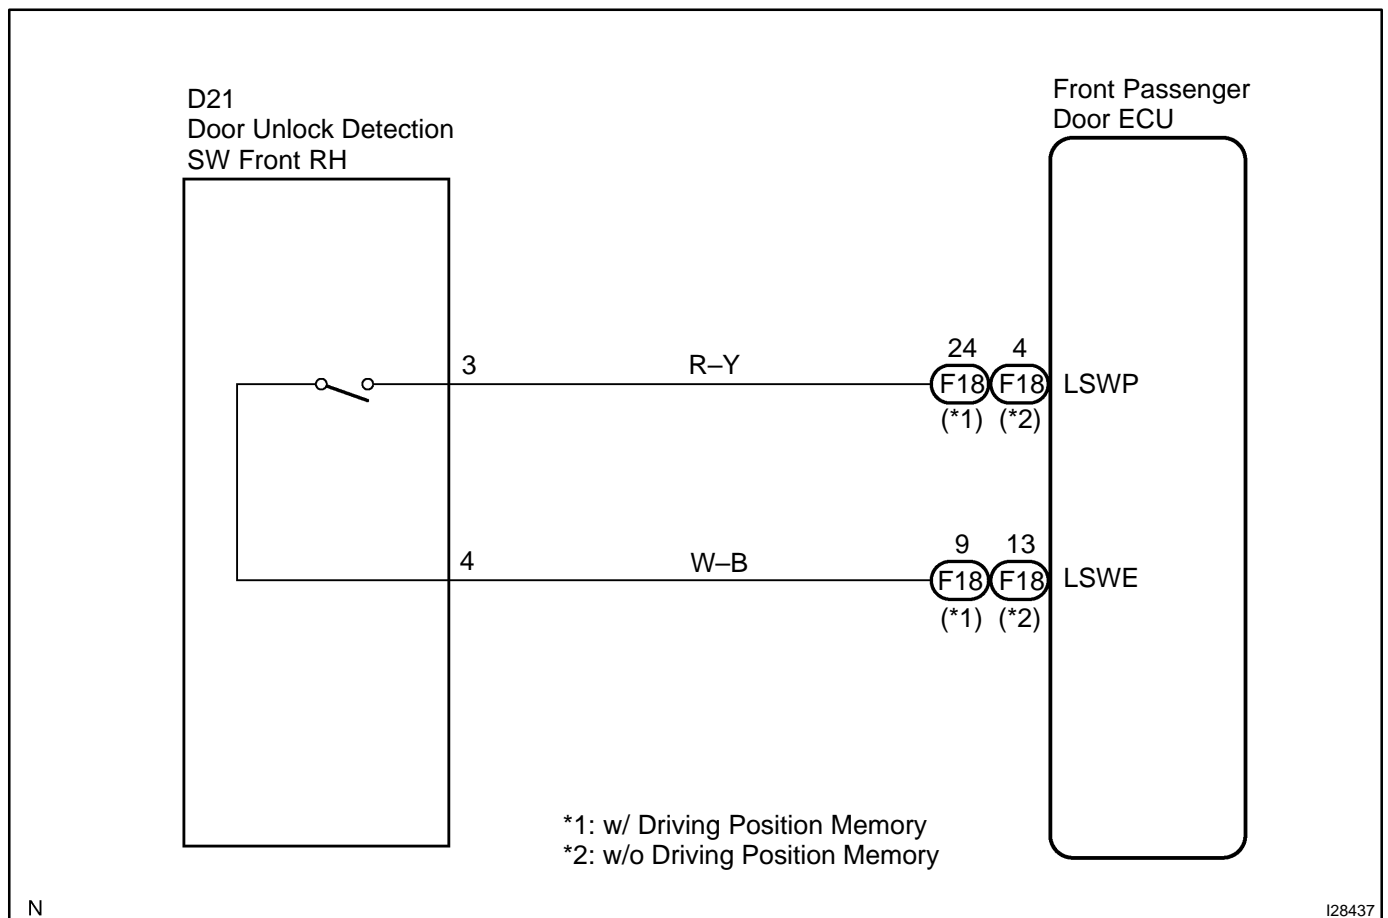 D21
Door Unlock Detection
SW Front RH
Front Passenger
Door ECU
3
R–Y
24 4
F18 F18
LSWP
(*1) (*2)
4
W–B
9 13
F18 F18
LSWE
(*1) (*2)
*1: w/ Driving Position Memory
*2: w/o Driving Position Memory
N
I28437